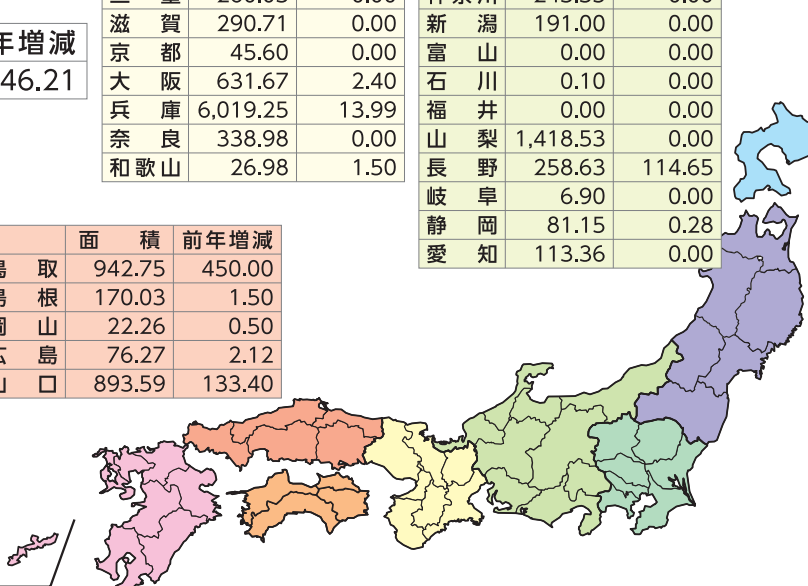 年増減
46.21
滋賀 290.71 0.00
京都 45.60 0.00
大阪 631.67 2.40
兵庫 6,019.25 13.99
奈良 338.98 0.00
和歌山 26.98 1.50
新潟 191.00 0.00
富山 0.00 0.00
石川 0.10 0.00
福井 0.00 0.00
山梨 1,418.53 0.00
長野 258.63 114.65
岐阜 6.90 0.00
静岡 81.15 0.28
愛知 113.36 0.00
面積 前年増減
鳥取 942.75 450.00
島根 170.03 1.50
岡山 22.26 0.50
広島 76.27 2.12
山口 893.59 133.40